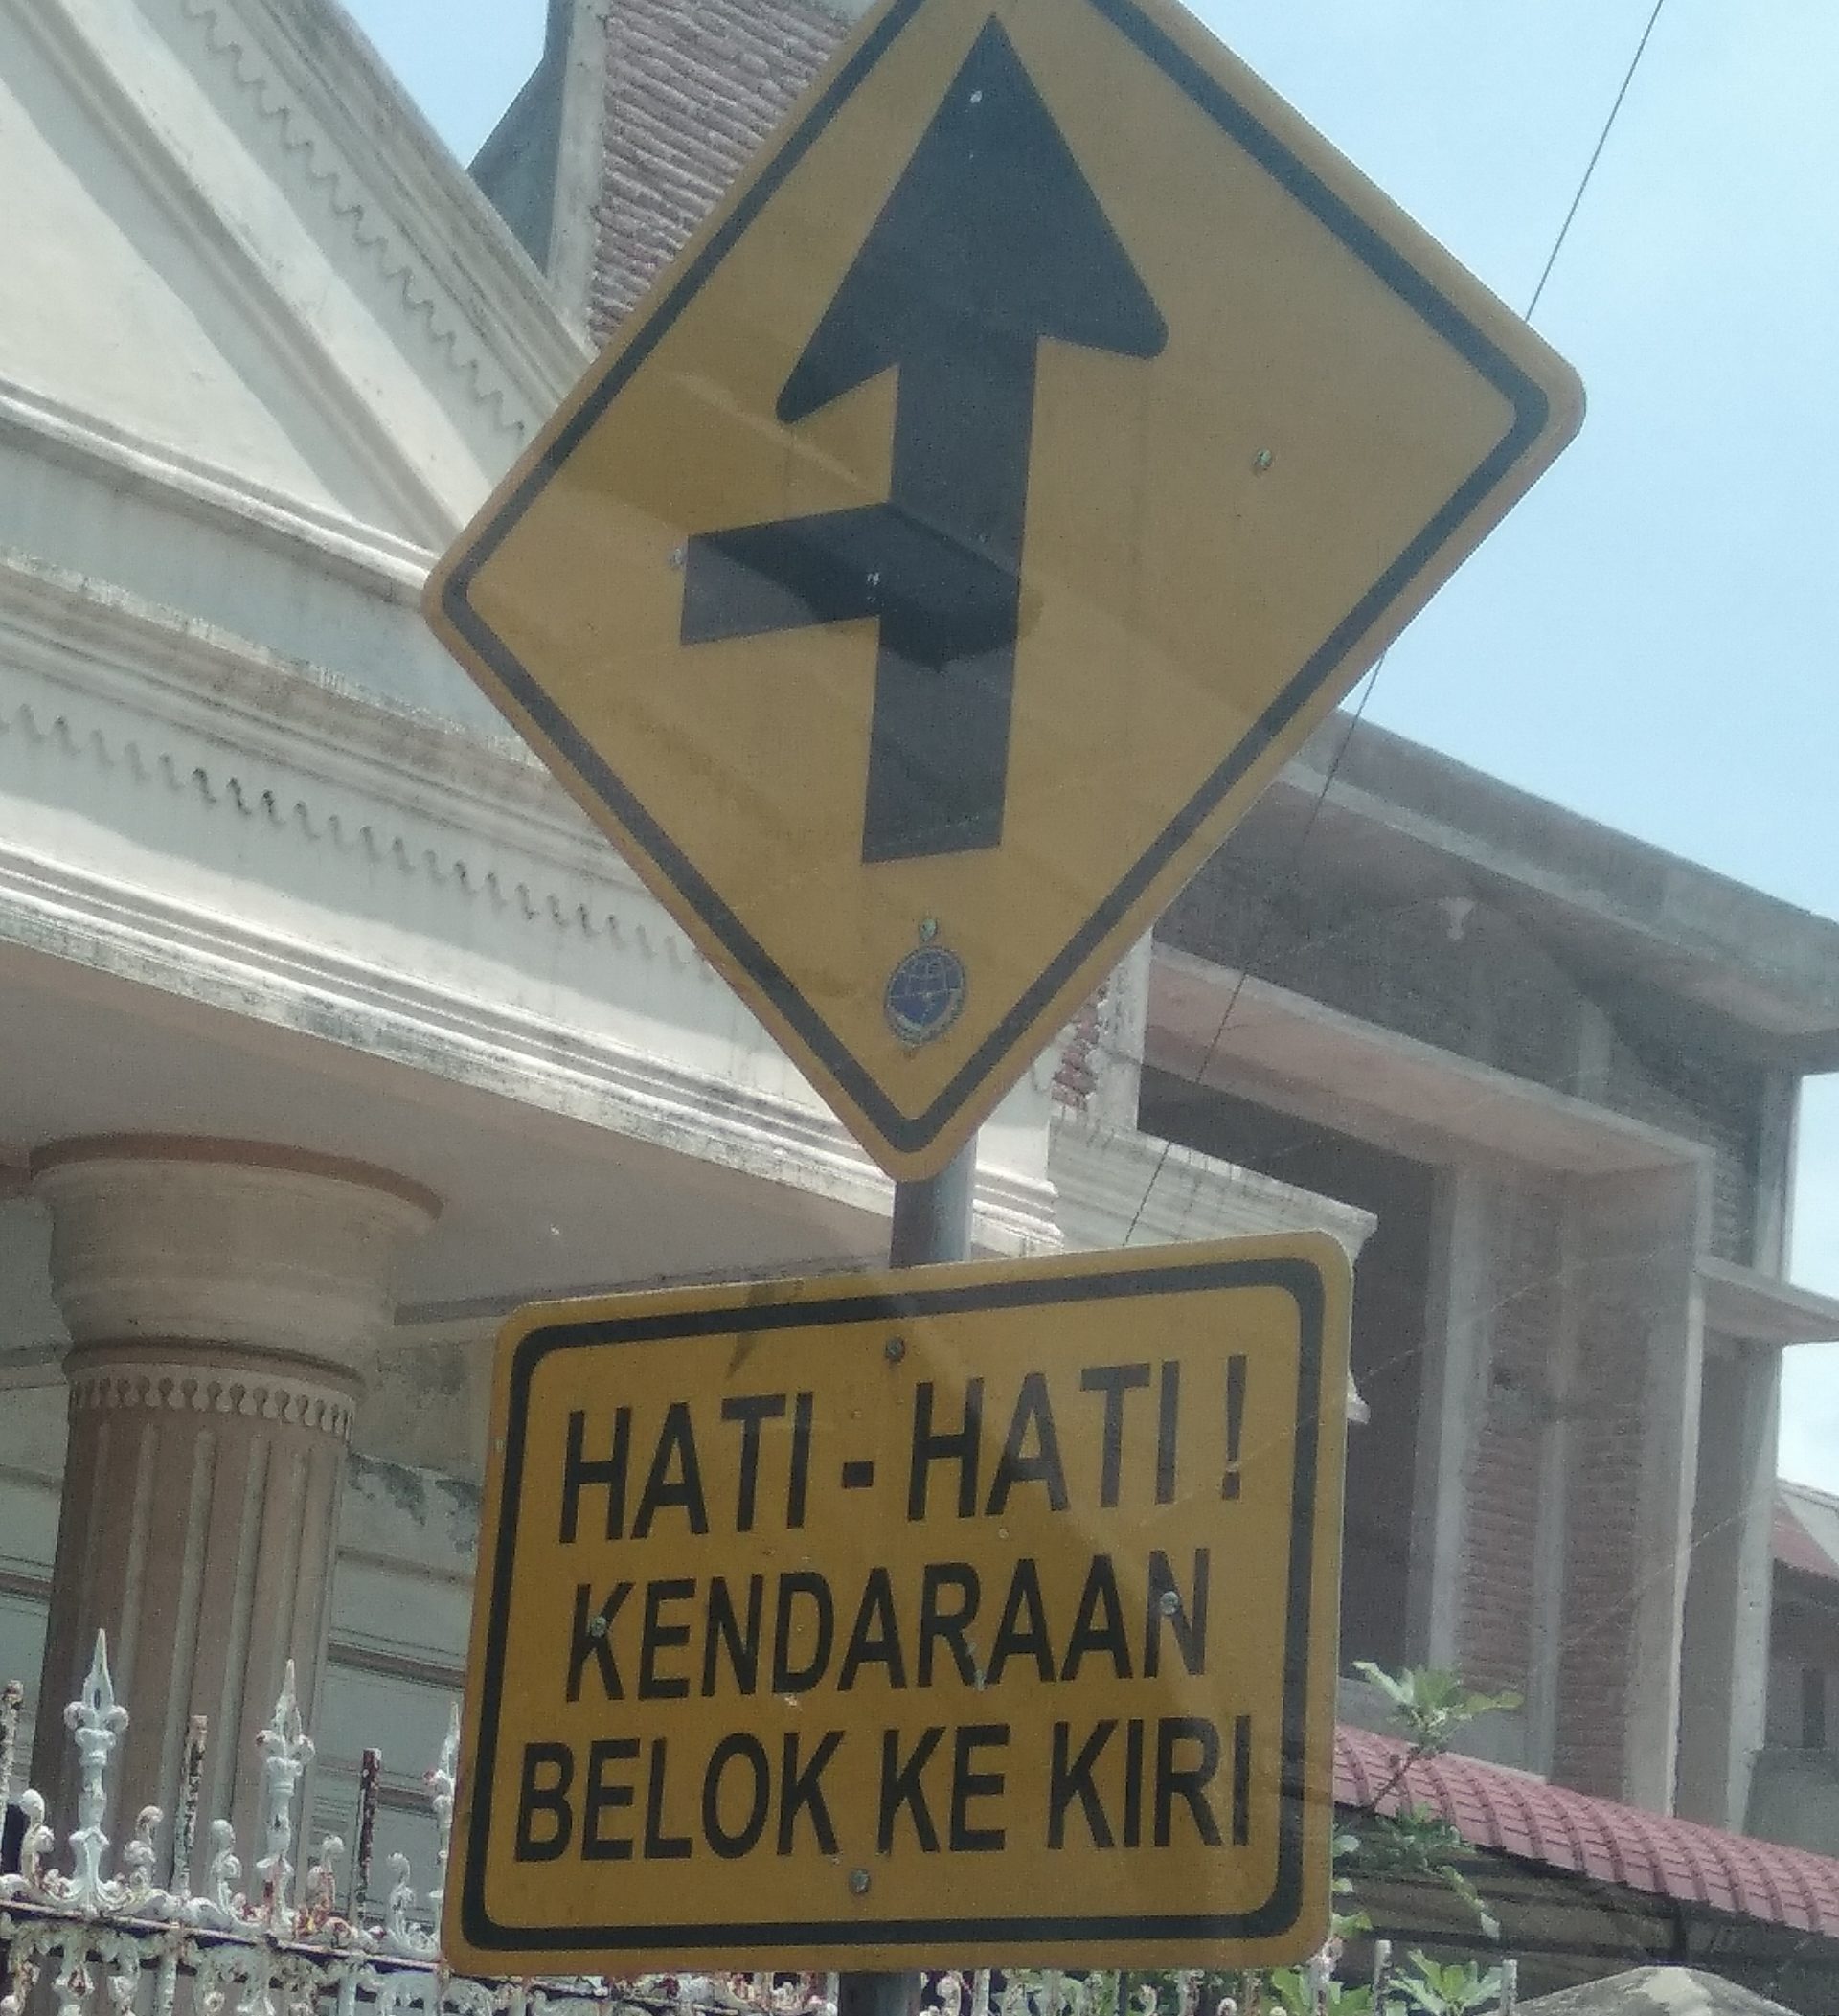 HATI - HATI !
KENDARAAN
BELOK KE KIRI